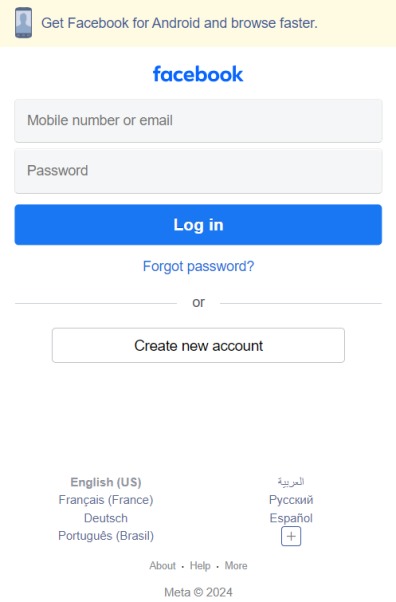 Get Facebook for Android and browse faster.
facebook
Mobile number or email
Password
Log in
Forgot password?
or
Create new account
English (US)
العربية
Français (France)
Русский
Deutsch
Español
Português (Brasil)
+
About · Help · More
Meta © 2024